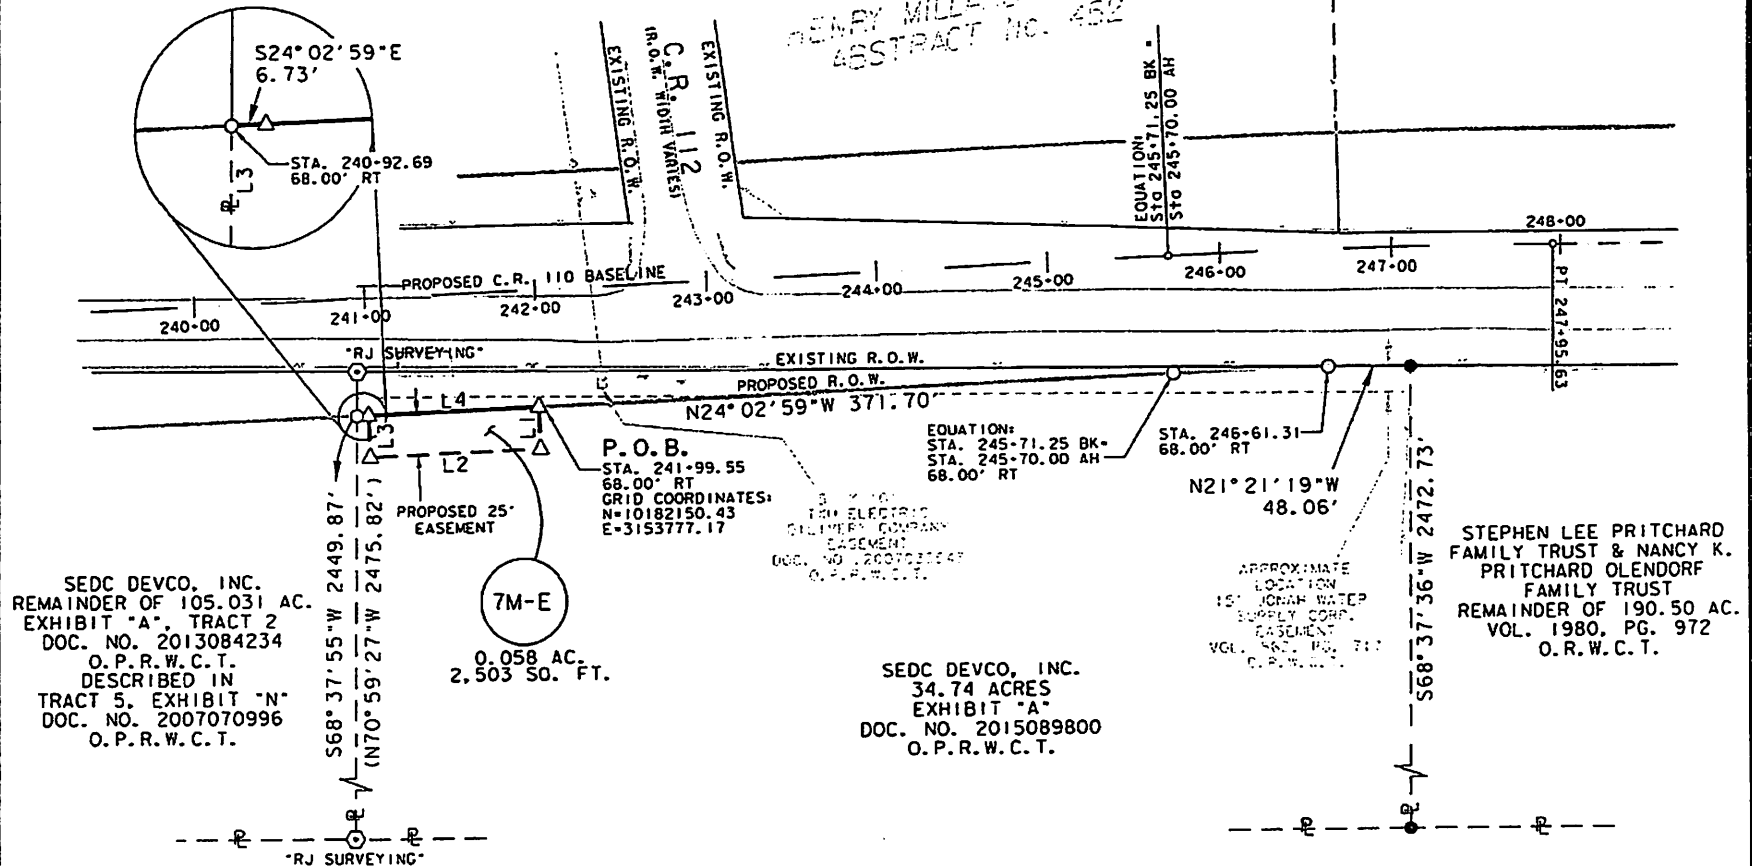 S24°02'59"E
6.73'
STA. 240+92.69
68.00' RT
L3
EXISTING R.O.W.
C.R. 112
(R.O.W. WIDTH VARIES)
EXISTING R.O.W.
HENRY MILLARD
ABSTRACT No. 452
EQUATION:
Sta 245+71.25 BK =
Sta 245+70.00 AH
248+00
PT 247+95.63
PROPOSED C.R. 110 BASELINE
240+00
241+00
242+00
243+00
244+00
245+00
246+00
247+00
"RJ SURVEYING"
EXISTING R.O.W.
PROPOSED R.O.W.
L4
N24°02'59"W 371.70'
L3
L1
L2
P.O.B.
STA. 241+99.55
68.00' RT
GRID COORDINATES:
N=10182150.43
E=3153777.17
PROPOSED 25'
EASEMENT
EQUATION:
STA. 245+71.25 BK=
STA. 245+70.00 AH
68.00' RT
STA. 246+61.31
68.00' RT
N21°21'19"W
48.06'
ELECTRIC
DELIVERY COMPANY
EASEMENT
DOC. NO.
O.P.R.W.C.T.
APPROXIMATE
LOCATION
JONAH WATER
SUPPLY CORP.
EASEMENT
VOL. PG.
7M-E
0.058 AC.
2,503 SQ. FT.
S68°37'55"W 2449.87'
(N70°59'27"W 2475.82')
S68°37'36"W 2472.73'
SEDC DEVCO, INC.
REMAINDER OF 105.031 AC.
EXHIBIT "A", TRACT 2
DOC. NO. 2013084234
O.P.R.W.C.T.
DESCRIBED IN
TRACT 5, EXHIBIT "N"
DOC. NO. 2007070996
O.P.R.W.C.T.
SEDC DEVCO, INC.
34.74 ACRES
EXHIBIT "A"
DOC. NO. 2015089800
O.P.R.W.C.T.
STEPHEN LEE PRITCHARD
FAMILY TRUST & NANCY K.
PRITCHARD OLENDORF
FAMILY TRUST
REMAINDER OF 190.50 AC.
VOL. 1980, PG. 972
O.R.W.C.T.
"RJ SURVEYING"